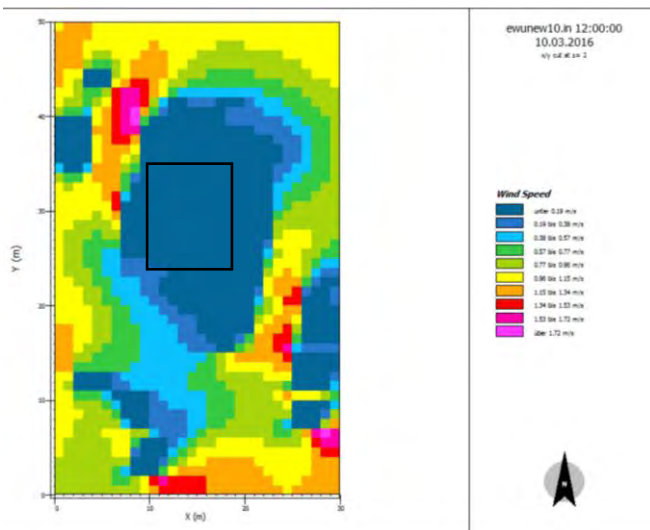 ewunew10.in 12:00:00
10.03.2016
x/y cut at z= 2
50
40
30
20
10
0
Y (m)
0
10
20
30
X (m)
Wind Speed
unter 0.19 m/s
0.19 bis 0.38 m/s
0.38 bis 0.57 m/s
0.57 bis 0.77 m/s
0.77 bis 0.96 m/s
0.96 bis 1.15 m/s
1.15 bis 1.34 m/s
1.34 bis 1.53 m/s
1.53 bis 1.72 m/s
über 1.72 m/s
N